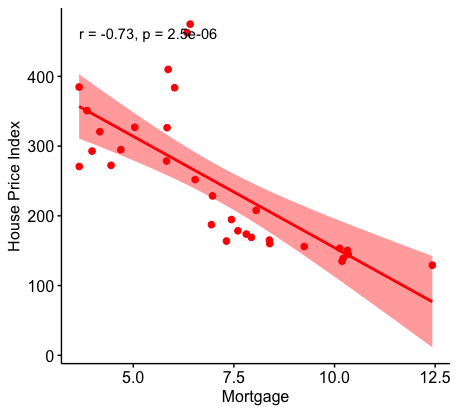 r = -0.73, p = 2.5e-06
House Price Index
400
300
200
100
0
5.0 7.5 10.0 12.5
Mortgage